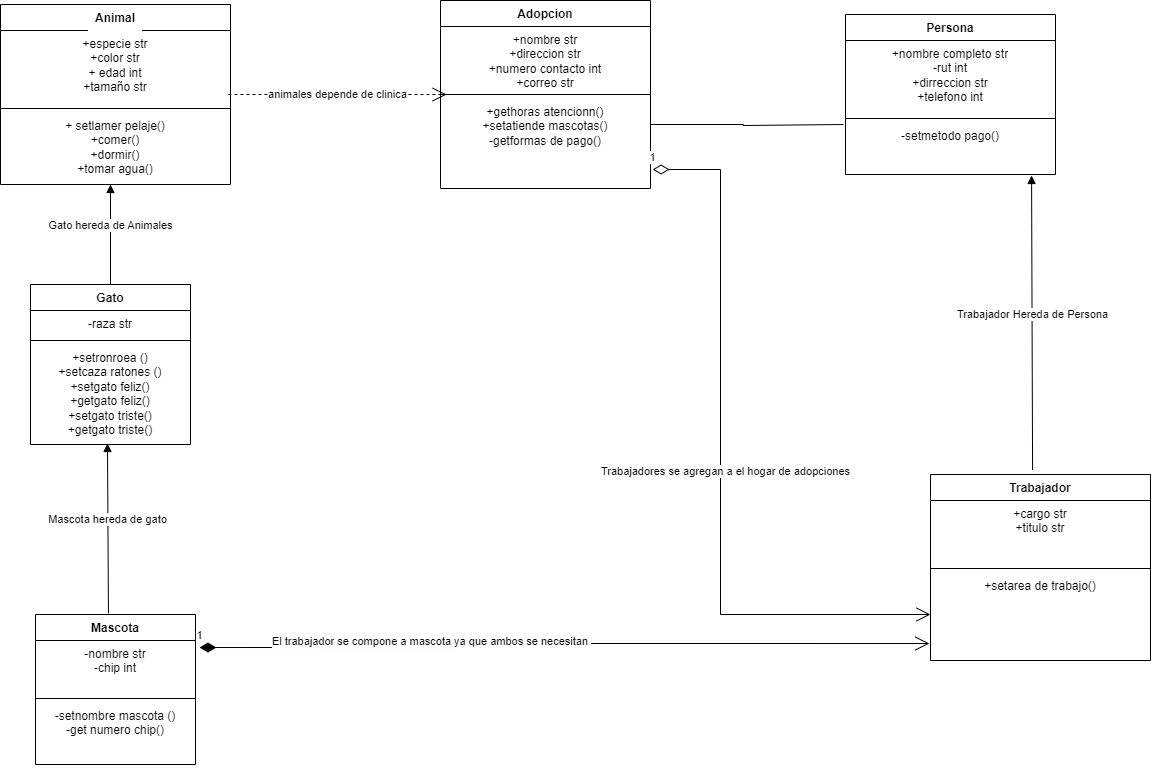 Animal
+especie str
+color str
+ edad int
+tamaño str
+ setlamer pelaje()
+comer()
+dormir()
+tomar agua()
animales depende de clinica
Adopcion
+nombre str
+direccion str
+numero contacto int
+correo str
+gethoras atencionn()
+setatiende mascotas()
-getformas de pago()
1
Persona
+nombre completo str
-rut int
+dirreccion str
+telefono int
-setmetodo pago()
Gato hereda de Animales
Gato
-raza str
+setronroea ()
+setcaza ratones ()
+setgato feliz()
+getgato feliz()
+setgato triste()
+getgato triste()
Trabajador Hereda de Persona
Trabajadores se agregan a el hogar de adopciones
Mascota hereda de gato
Trabajador
+cargo str
+titulo str
+setarea de trabajo()
Mascota
-nombre str
-chip int
-setnombre mascota ()
-get numero chip()
1
El trabajador se compone a mascota ya que ambos se necesitan